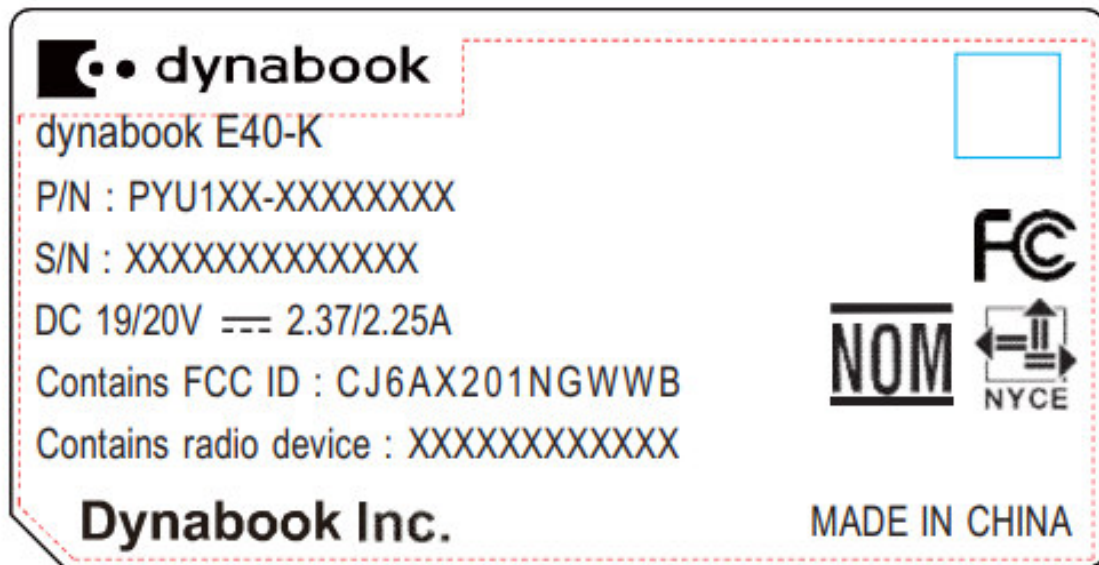 dynabook
dynabook E40-K
P/N : PYU1XX-XXXXXXXX
S/N : XXXXXXXXXXXXX
FC
DC 19/20V 2.37/2.25A
NOM
Contains FCC ID : CJ6AX201NGWWB
NYCE
Contains radio device : XXXXXXXXXXXX
Dynabook Inc.
MADE IN CHINA